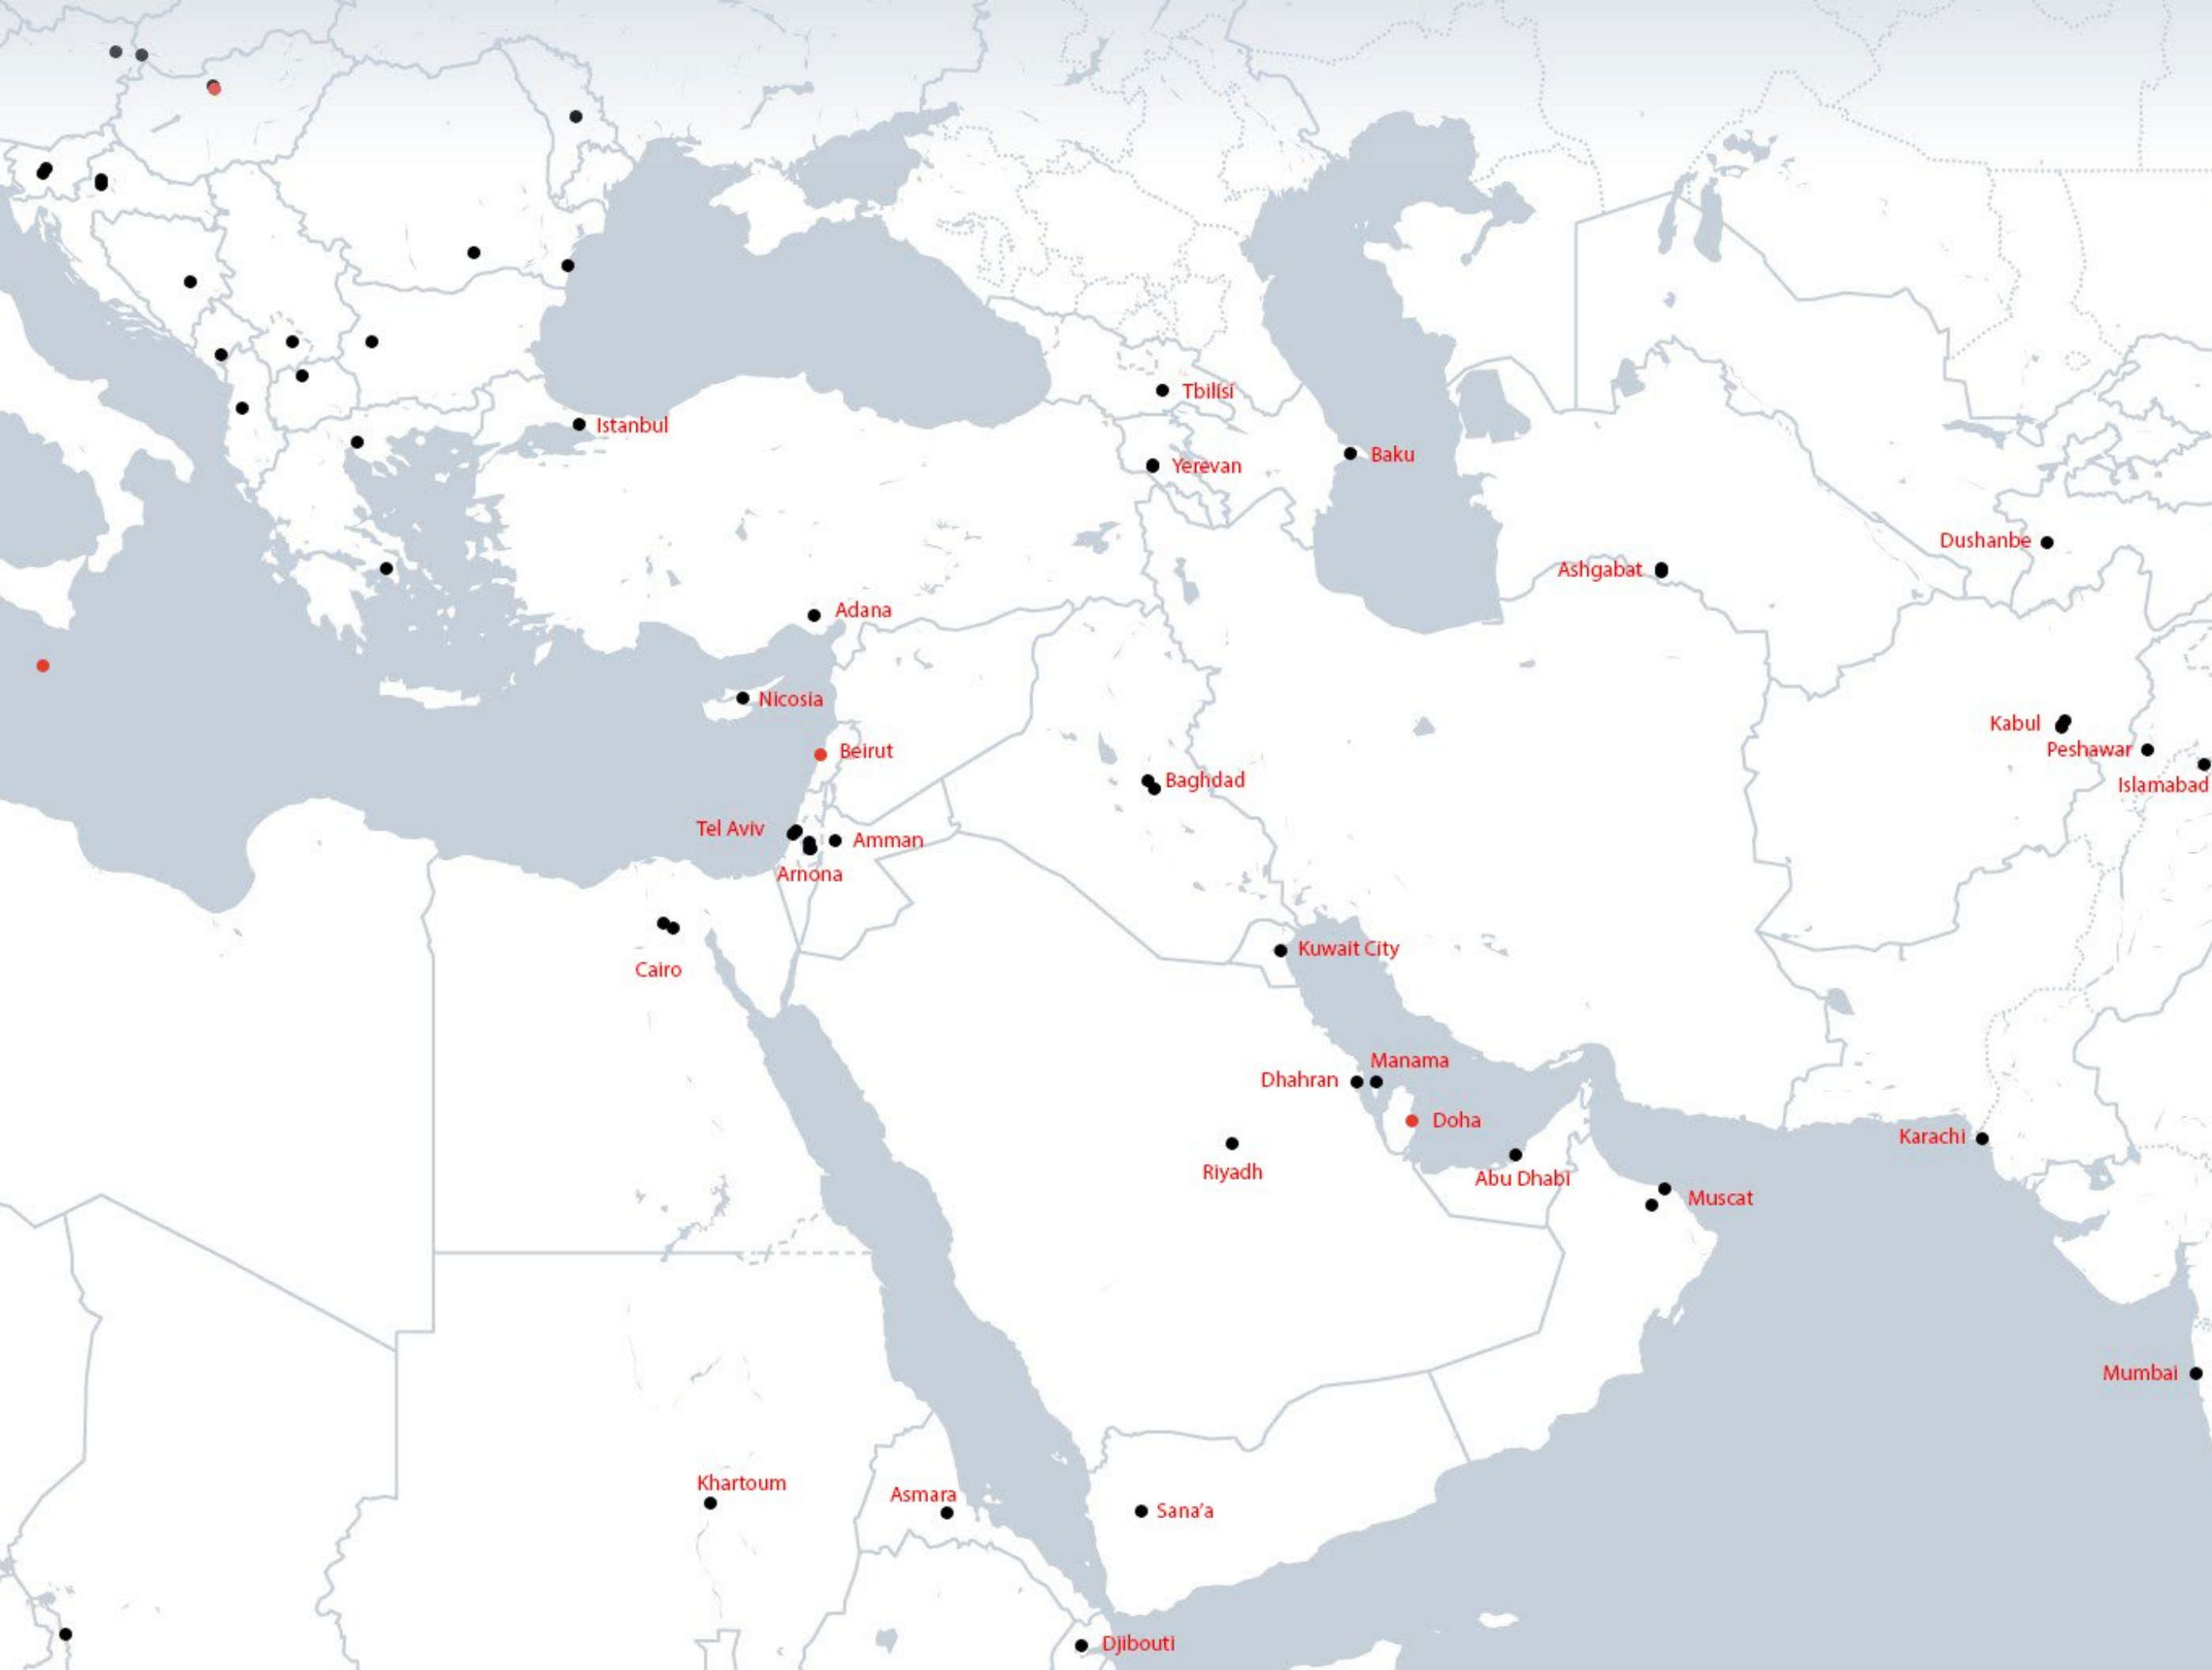 Tbilisi
Istanbul
Baku
Yerevan
Dushanbe
Ashgabat
Adana
Nicosia
Kabul
Beirut
Peshawar
Baghdad
Islamabad
Tel Aviv
Amman
Arnona
Kuwait City
Cairo
Manama
Dhahran
Doha
Karachi
Riyadh
Abu Dhabi
Muscat
Mumbai
Khartoum
Asmara
Sana’a
Djibouti